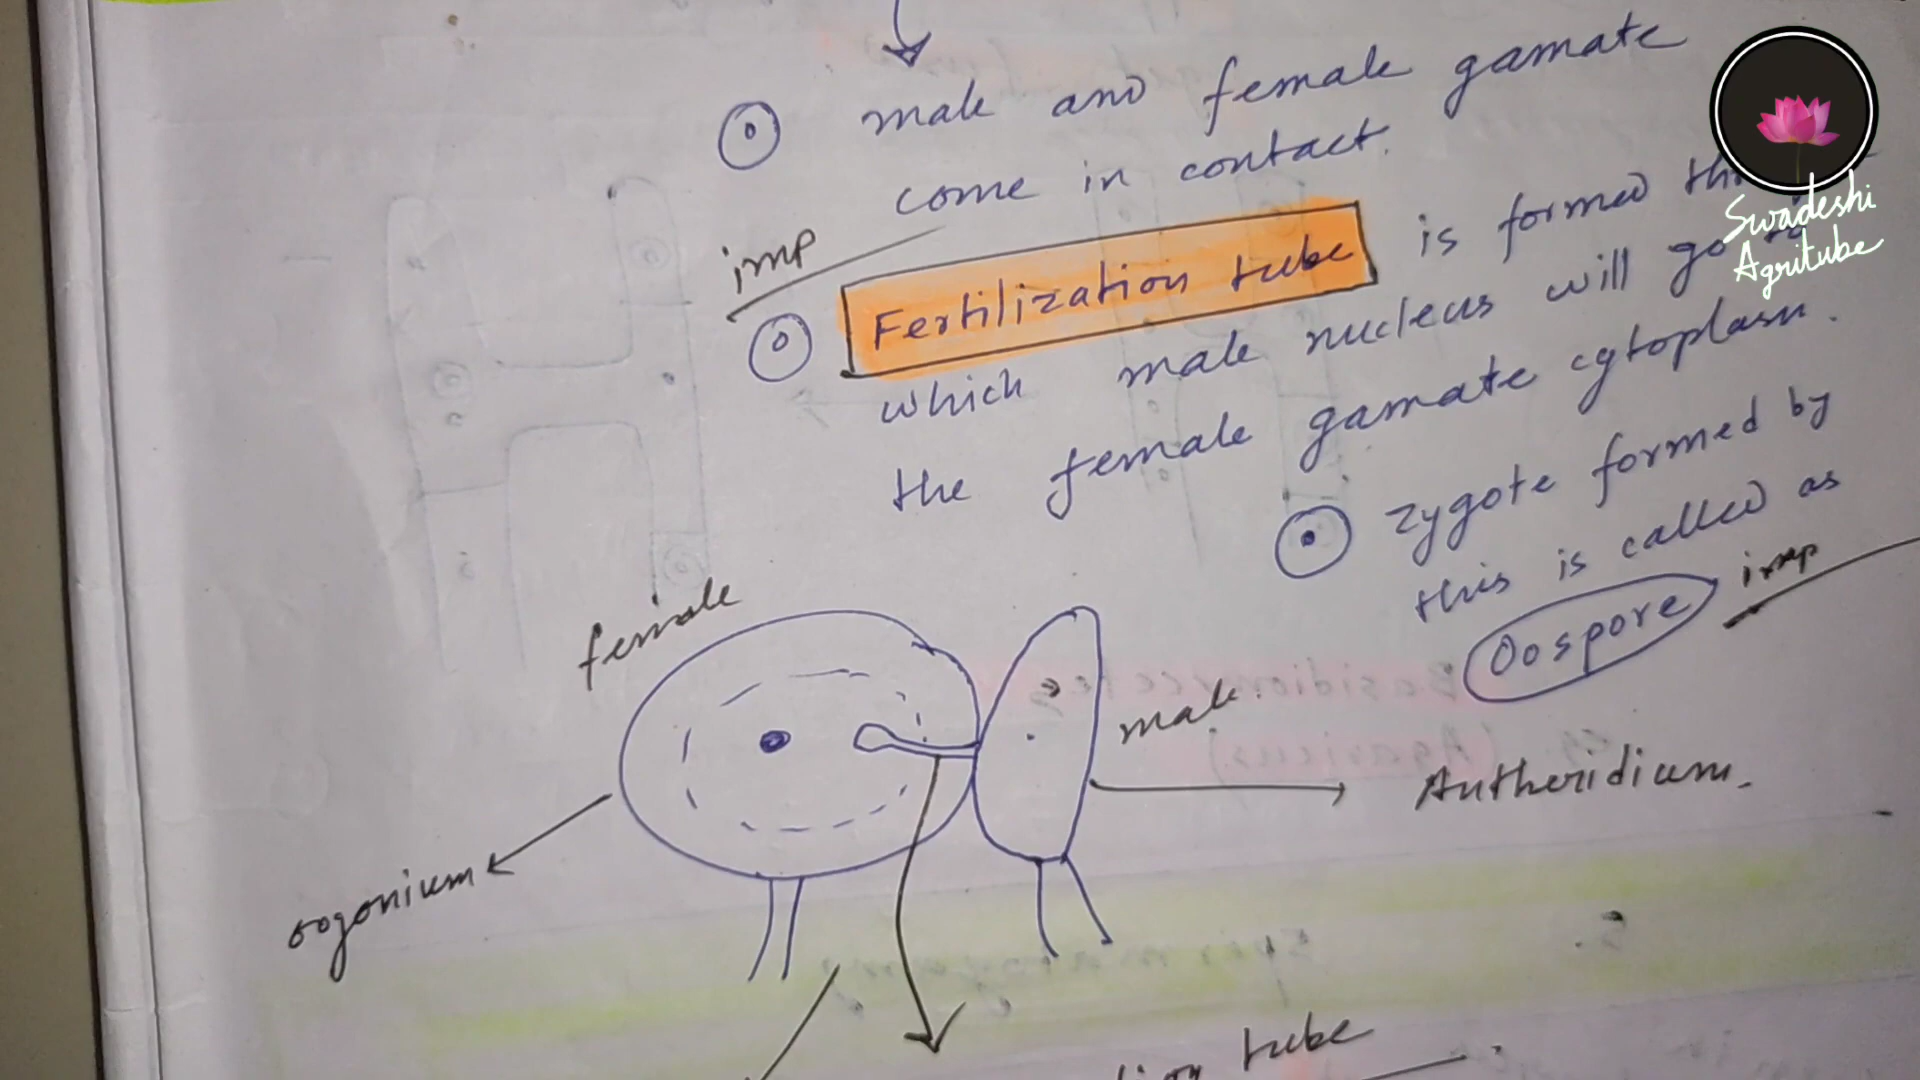 male and female gamate
come in contact.
imp
Fertilization tube is formed
which male nucleus will go
the female gamate cytoplasm.
zygote formed by
this is called as
Oospore imp
female
male.
Antheridium.
oogonium
tube
Swadeshi
Agritube